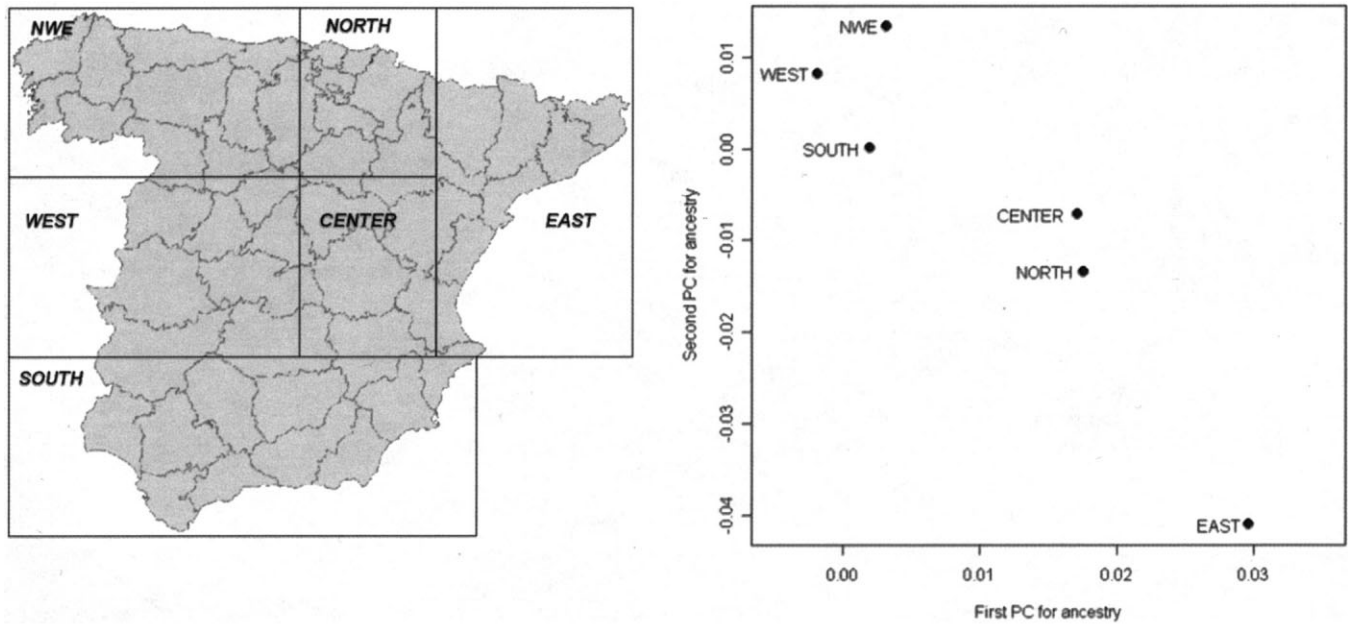 NWE
NORTH
WEST
CENTER
EAST
SOUTH
Second PC for ancestry
0.01
0.00
-0.01
-0.02
-0.03
-0.04
NWE
WEST
SOUTH
CENTER
NORTH
EAST
0.00 0.01 0.02 0.03
First PC for ancestry